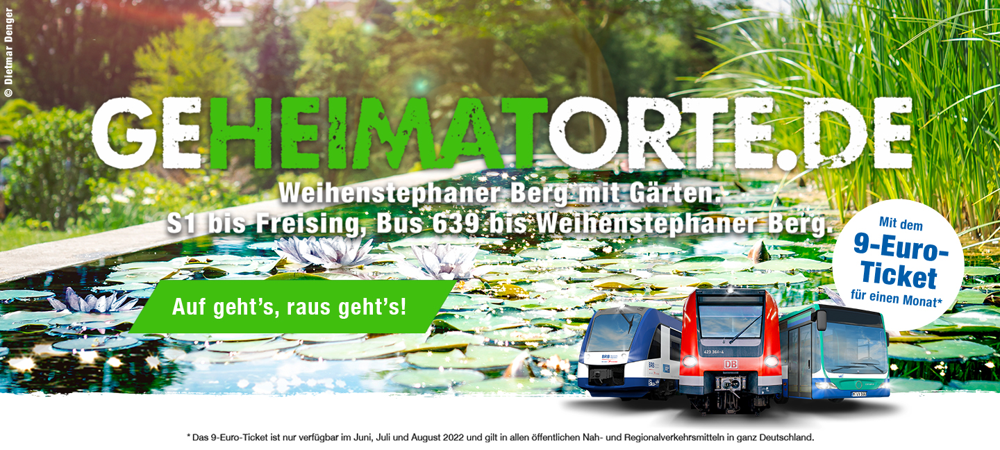 © Dietmar Denger
GEHEIMATORTE.DE
Weihenstephaner Berg mit Gärten.
S1 bis Freising, Bus 639 bis Weihenstephaner Berg.
Mit dem
9-Euro-
Ticket
für einen Monat*
Auf geht's, raus geht's!
BRB
BRB
423 364-4
DB
* Das 9-Euro-Ticket ist nur verfügbar im Juni, Juli und August 2022 und gilt in allen öffentlichen Nah- und Regionalverkehrsmitteln in ganz Deutschland.